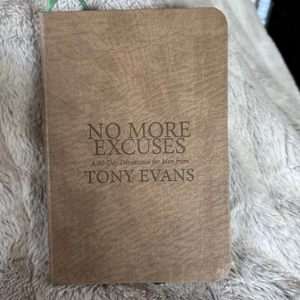 NO MORE
EXCUSES
A 90-Day Devotional for Men from
TONY EVANS